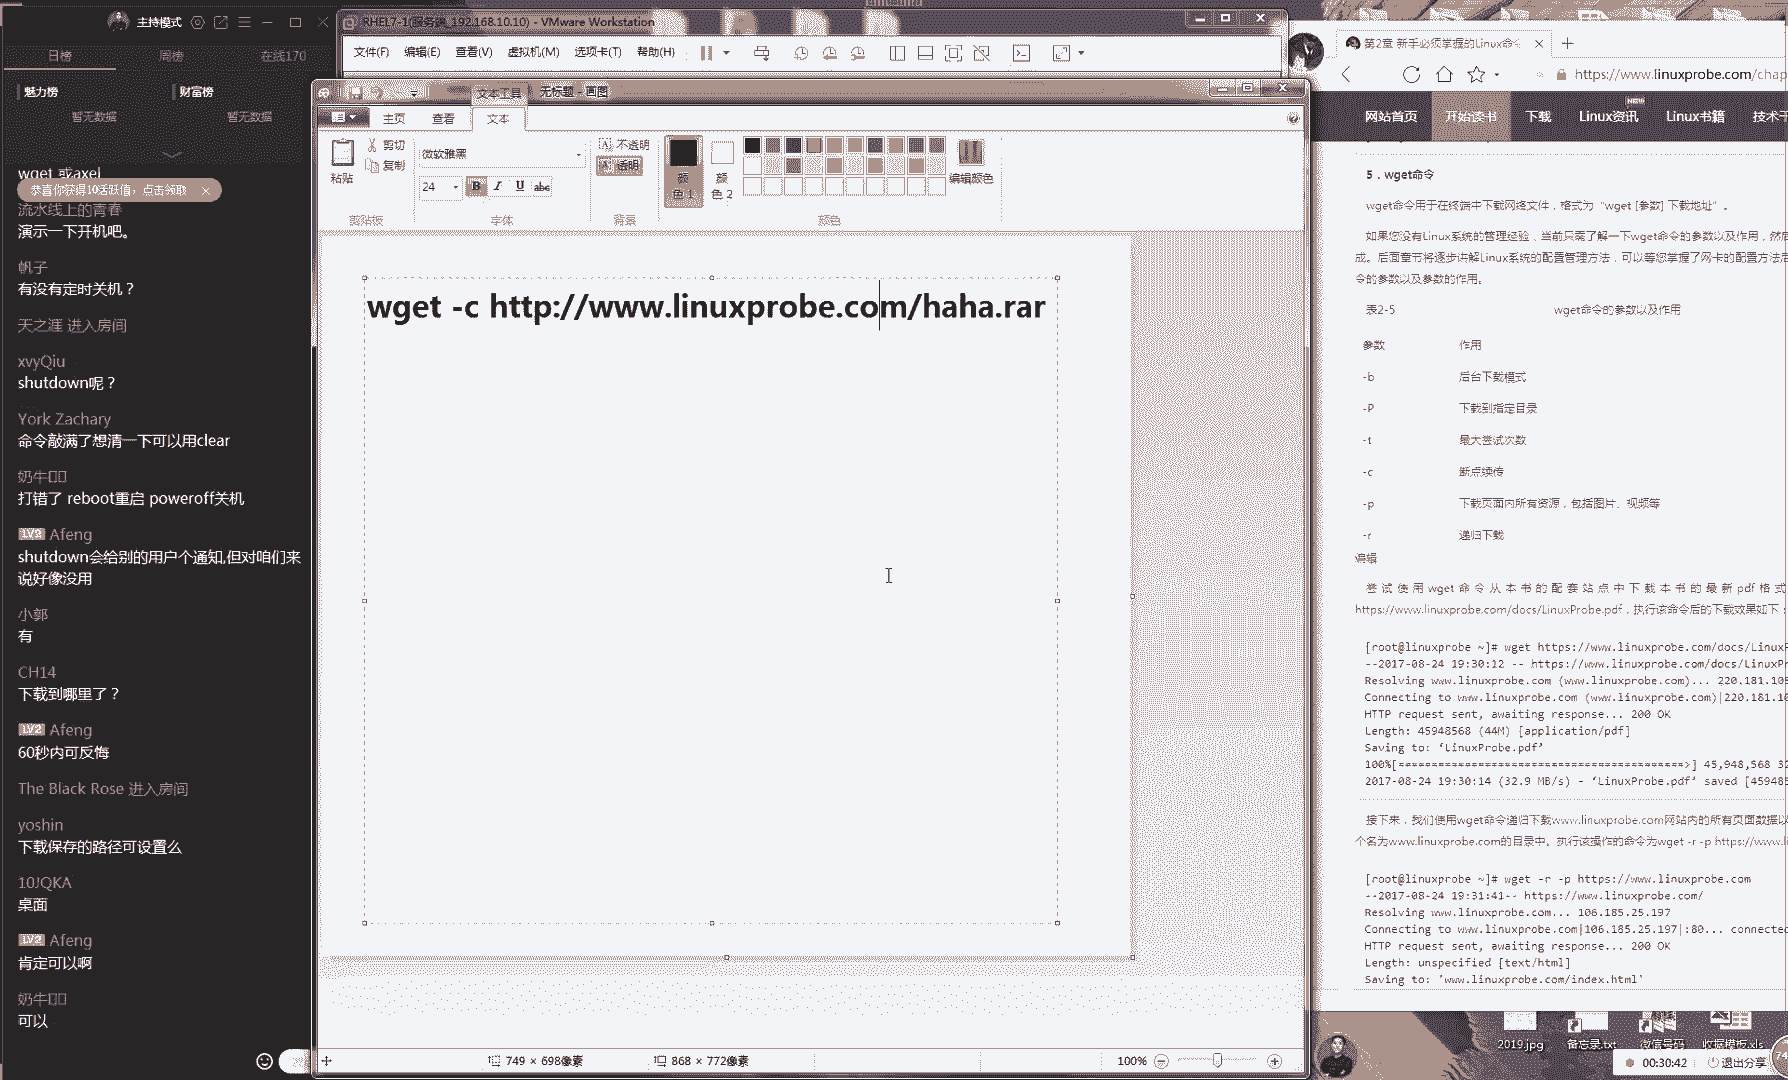 主持模式
日榜
周榜
在线170
魅力榜
财富榜
暂无数据
暂无数据
wget 或axel
恭喜你获得10活跃值，点击领取
流水线上的青春
演示一下开机吧。
帆子
有没有定时关机？
天之涯 进入房间
xvyQiu
shutdown呢？
York Zachary
命令敲满了想清一下可以用clear
奶牛
打错了 reboot重启 poweroff关机
LV2 Afeng
shutdown会给别的用户个通知,但对咱们来
说好像没用
小郭
有
CH14
下载到哪里了？
LV2 Afeng
60秒内可反悔
The Black Rose 进入房间
yoshin
下载保存的路径可设置么
10JQKA
桌面
LV2 Afeng
肯定可以啊
奶牛
可以
RHEL7-1(服务端_192.168.10.10) - VMware Workstation
文件(F)
编辑(E)
查看(V)
虚拟机(M)
选项卡(T)
帮助(H)
文本工具
无标题 - 画图
主页
查看
文本
粘贴
剪切
复制
剪贴板
微软雅黑
24
B
I
U
abc
字体
不透明
透明
背景
颜
色 1
颜
色 2
编辑颜色
颜色
wget -c http://www.linuxprobe.com/haha.rar
749 × 698像素
868 × 772像素
100%
第2章 新手必须掌握的Linux命令
https://www.linuxprobe.com/chap
网站首页
开始读书
下载
Linux资讯
NEW
Linux书籍
技术干
5．wget命令
wget命令用于在终端中下载网络文件，格式为“wget [参数] 下载地址”。
如果您没有Linux系统的管理经验，当前只需了解一下wget命令的参数以及作用，然后
成。后面章节将逐步讲解Linux系统的配置管理方法，可以等您掌握了网卡的配置方法后
令的参数以及参数的作用。
表2-5
wget命令的参数以及作用
参数
作用
-b
后台下载模式
-P
下载到指定目录
-t
最大尝试次数
-c
断点续传
-p
下载页面内所有资源，包括图片、视频等
-r
递归下载
编辑
尝试使用wget命令从本书的配套站点中下载本书的最新pdf格式
https://www.linuxprobe.com/docs/LinuxProbe.pdf，执行该命令后的下载效果如下：
[root@linuxprobe ~]# wget https://www.linuxprobe.com/docs/LinuxP
--2017-08-24 19:30:12 -- https://www.linuxprobe.com/docs/LinuxP
Resolving www.linuxprobe.com (www.linuxprobe.com)... 220.181.105
Connecting to www.linuxprobe.com (www.linuxprobe.com)|220.181.10
HTTP request sent, awaiting response... 200 OK
Length: 45948568 (44M) [application/pdf]
Saving to: ‘LinuxProbe.pdf’
100%[===========================================>] 45,948,568 32
2017-08-24 19:30:14 (32.9 MB/s) - ‘LinuxProbe.pdf’ saved [459485
接下来，我们使用wget命令递归下载www.linuxprobe.com网站内的所有页面数据以
个名为www.linuxprobe.com的目录中。执行该操作的命令为wget -r -p https://www.li
[root@linuxprobe ~]# wget -r -p https://www.linuxprobe.com
--2017-08-24 19:31:41-- https://www.linuxprobe.com/
Resolving www.linuxprobe.com... 106.185.25.197
Connecting to www.linuxprobe.com|106.185.25.197|:80... connected
HTTP request sent, awaiting response... 200 OK
Length: unspecified [text/html]
Saving to: 'www.linuxprobe.com/index.html'
2019.jpg
备忘录.txt
微信号码
收据模板.xls
00:30:42
退出分享
74